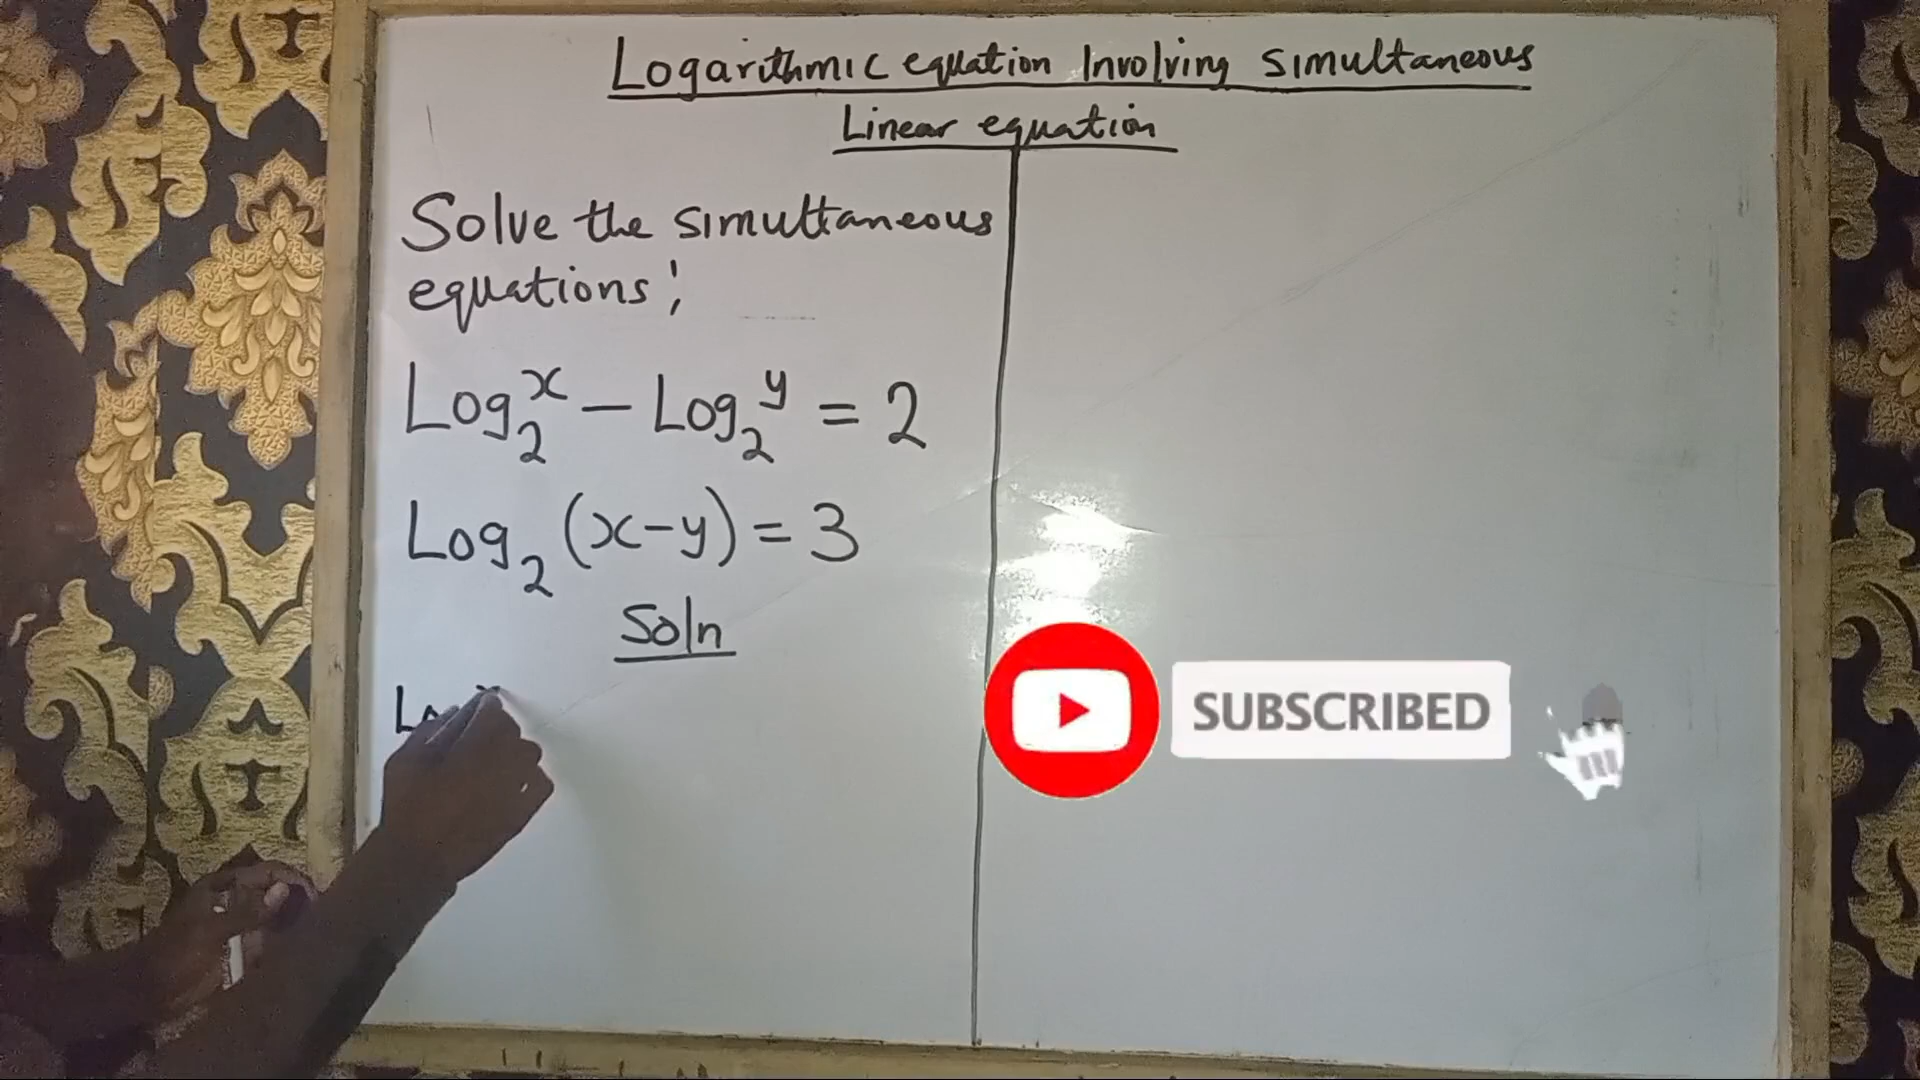 Logarithmic equation Involving simultaneous
Linear equation
Solve the simultaneous
equations:
Log₂ˣ − Log₂ʸ = 2
Log₂ (x−y) = 3
Soln
SUBSCRIBED